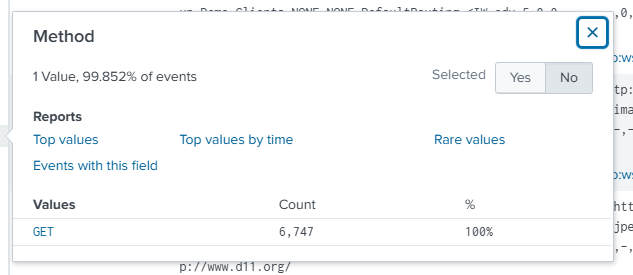 Method
1 Value, 99.852% of events
Selected Yes No
Reports
Top values Top values by time Rare values
Events with this field
Values Count %
GET 6,747 100%
p://www.d11.org/